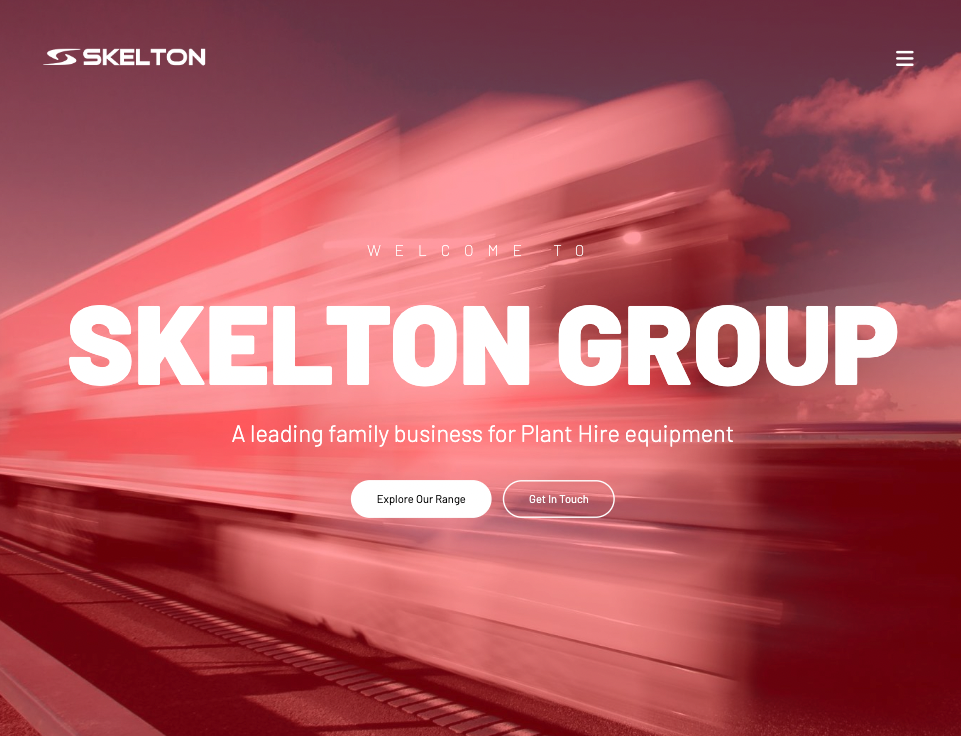 SKELTON
WELCOME TO
SKELTON GROUP
A leading family business for Plant Hire equipment
Explore Our Range
Get In Touch